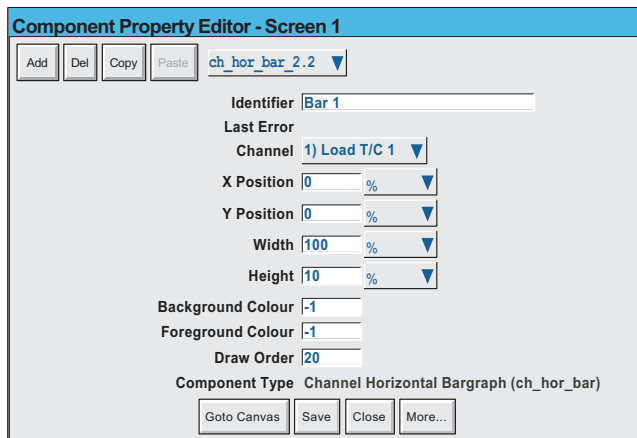 Component Property Editor - Screen 1
Add Del Copy Paste ch_hor_bar_2.2
Identifier Bar 1
Last Error
Channel 1) Load T/C 1
X Position 0 %
Y Position 0 %
Width 100 %
Height 10 %
Background Colour -1
Foreground Colour -1
Draw Order 20
Component Type Channel Horizontal Bargraph (ch_hor_bar)
Goto Canvas Save Close More...